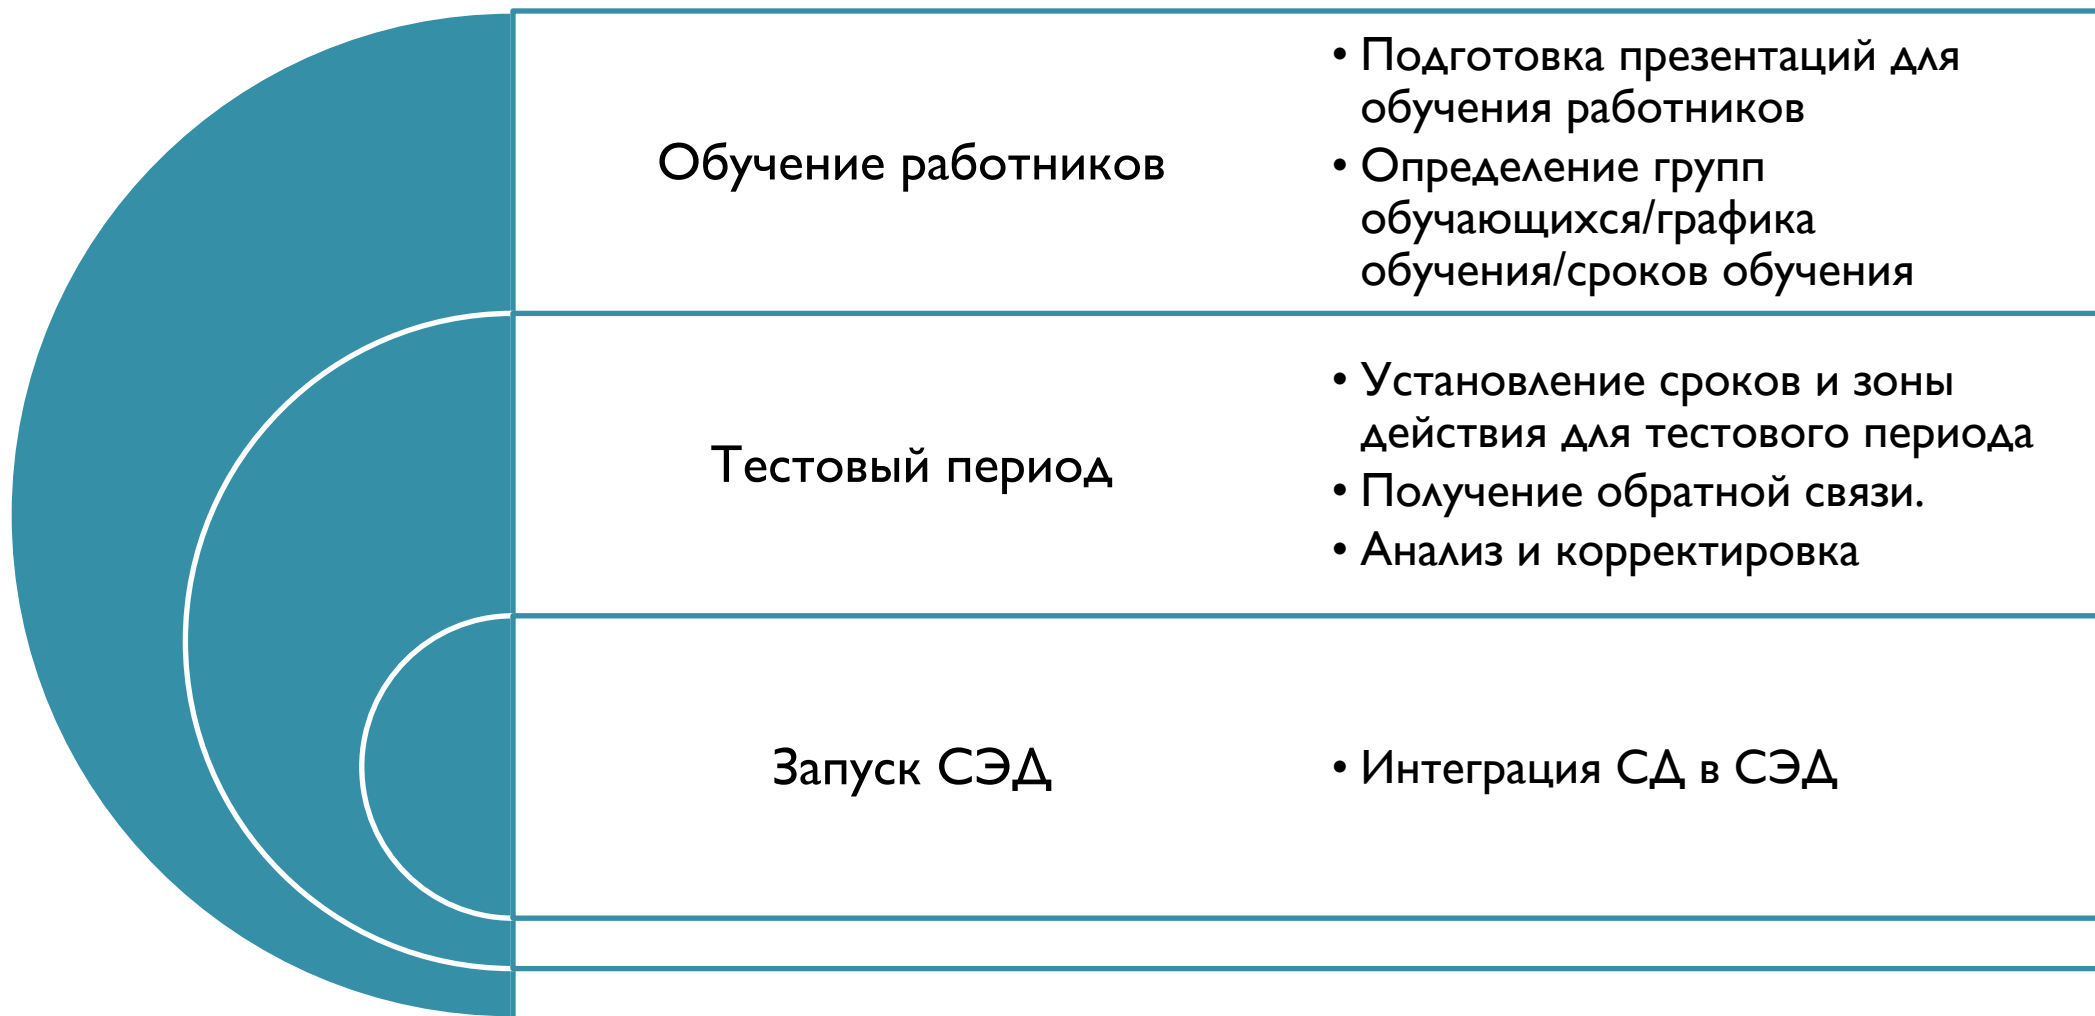 Обучение работников
• Подготовка презентаций для
обучения работников
• Определение групп
обучающихся/графика
обучения/сроков обучения
Тестовый период
• Установление сроков и зоны
действия для тестового периода
• Получение обратной связи.
• Анализ и корректировка
Запуск СЭД
• Интеграция СД в СЭД